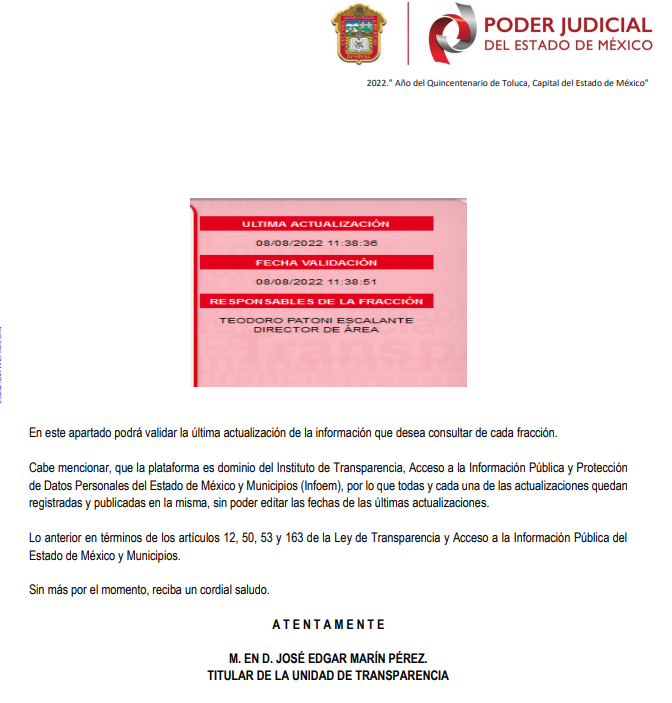 PODER JUDICIAL
DEL ESTADO DE MÉXICO
2022.” Año del Quincentenario de Toluca, Capital del Estado de México”
ULTIMA ACTUALIZACIÓN
08/08/2022 11:38:36
FECHA VALIDACIÓN
08/08/2022 11:38:51
RESPONSABLES DE LA FRACCIÓN
TEODORO PATONI ESCALANTE
DIRECTOR DE ÁREA
En este apartado podrá validar la última actualización de la información que desea consultar de cada fracción.
Cabe mencionar, que la plataforma es dominio del Instituto de Transparencia, Acceso a la Información Pública y Protección
de Datos Personales del Estado de México y Municipios (Infoem), por lo que todas y cada una de las actualizaciones quedan
registradas y publicadas en la misma, sin poder editar las fechas de las últimas actualizaciones.
Lo anterior en términos de los artículos 12, 50, 53 y 163 de la Ley de Transparencia y Acceso a la Información Pública del
Estado de México y Municipios.
Sin más por el momento, reciba un cordial saludo.
A T E N T A M E N T E
M. EN D. JOSÉ EDGAR MARÍN PÉREZ.
TITULAR DE LA UNIDAD DE TRANSPARENCIA